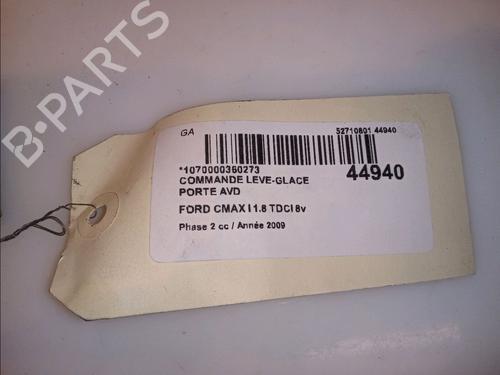 B-PARTS
GA
52710801 44940
*1070000360273
44940
COMMANDE LEVE-GLACE
PORTE AVD
FORD CMAX I 1.8 TDCI 8v
Phase 2 cc / Année 2009